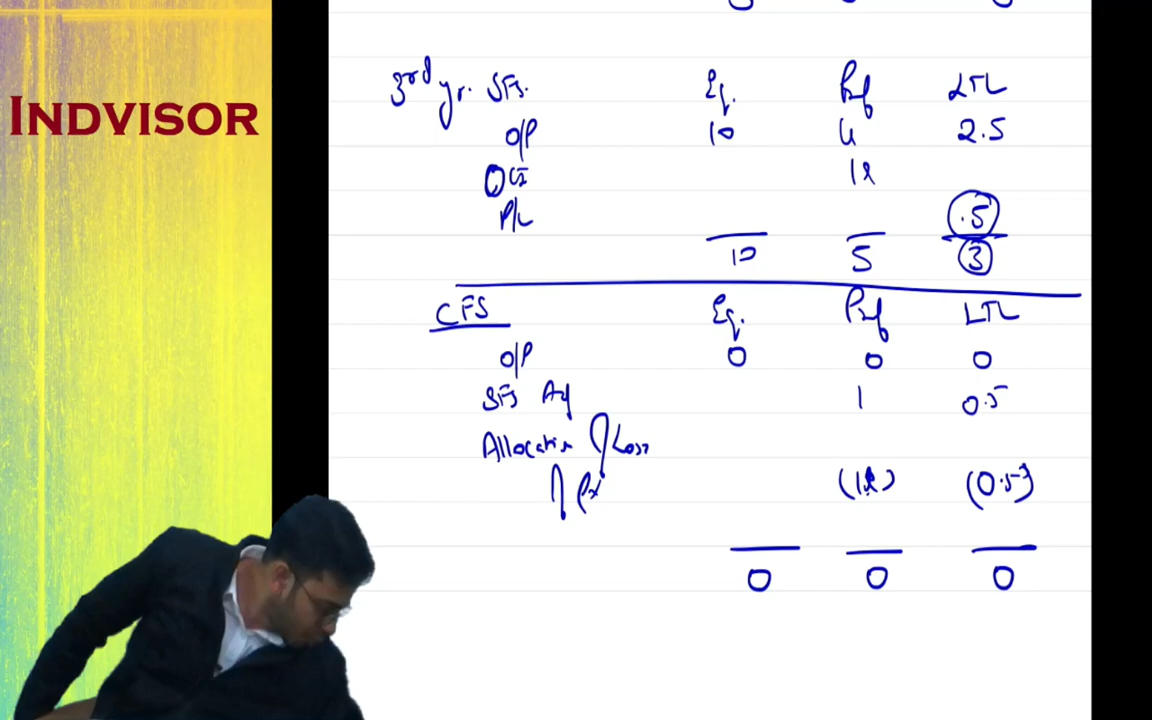 INDVISOR
3rd yr. SFS. Eq. Pref LTL
O/P 10 4 2.5
OCI 1
P/L .5
10 5 3
CFS Eq. Pref LTL
O/P 0 0 0
SFS Adj 1 0.5
Allocation of Loss
of (1) (0.5)
0 0 0